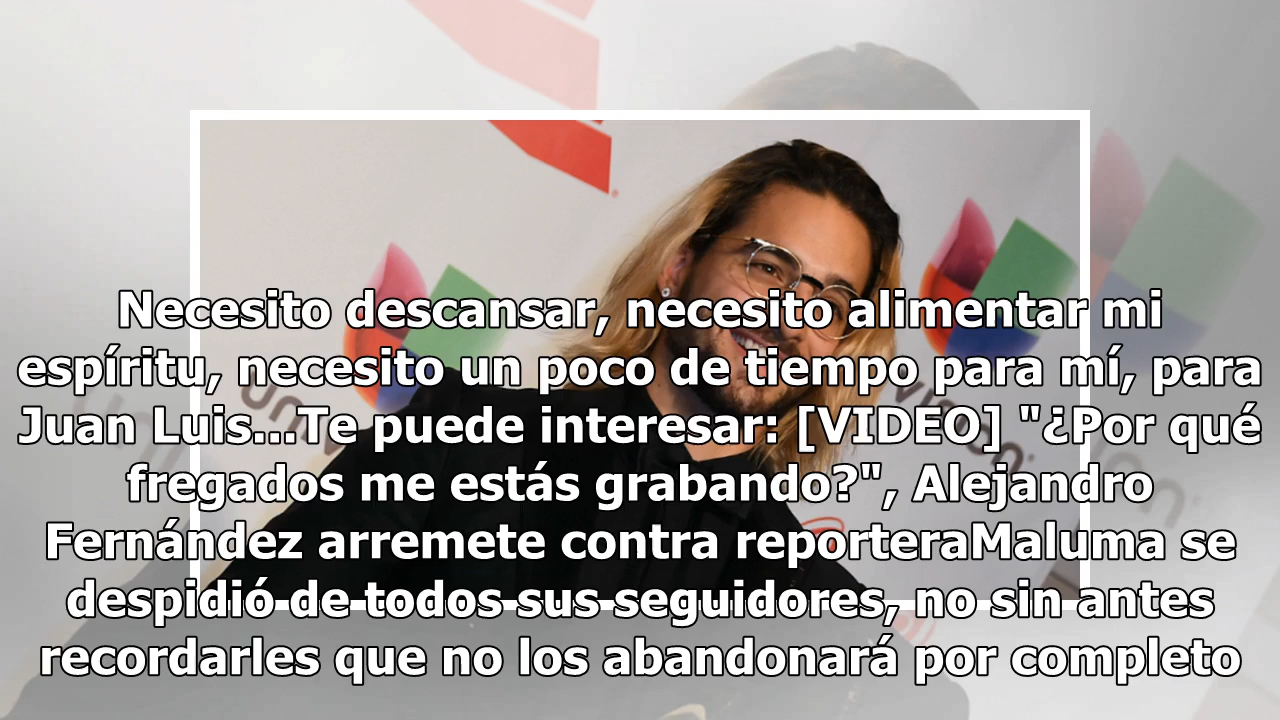 Necesito descansar, necesito alimentar mi
espíritu, necesito un poco de tiempo para mí, para
Juan Luis...Te puede interesar: [VIDEO] "¿Por qué
fregados me estás grabando?", Alejandro
Fernández arremete contra reporteraMaluma se
despidió de todos sus seguidores, no sin antes
recordarles que no los abandonará por completo